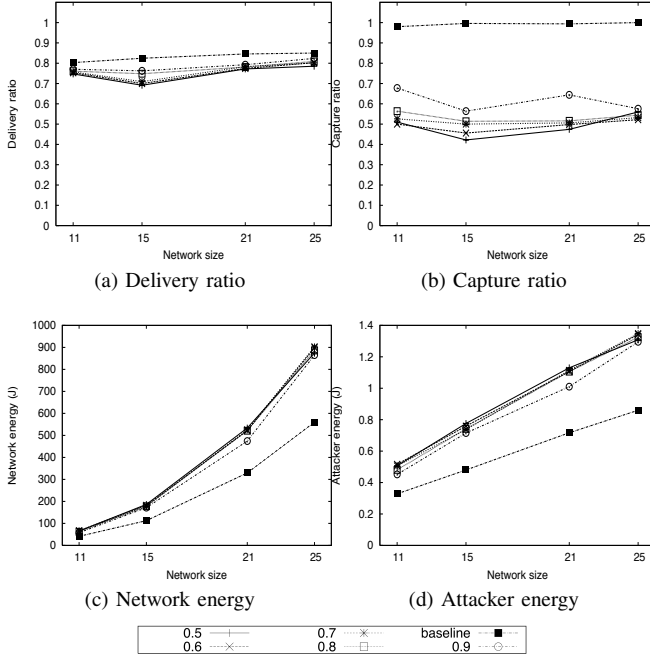 1
0.9
0.8
0.7
0.6
0.5
0.4
0.3
0.2
0.1
0
Delivery ratio
11 15 21 25
Network size
(a) Delivery ratio
1
0.9
0.8
0.7
0.6
0.5
0.4
0.3
0.2
0.1
0
Capture ratio
11 15 21 25
Network size
(b) Capture ratio
1000
900
800
700
600
500
400
300
200
100
0
Network energy (J)
11 15 21 25
Network size
(c) Network energy
1.4
1.2
1
0.8
0.6
0.4
0.2
0
Attacker energy (J)
11 15 21 25
Network size
(d) Attacker energy
0.5 0.7 baseline
0.6 0.8 0.9